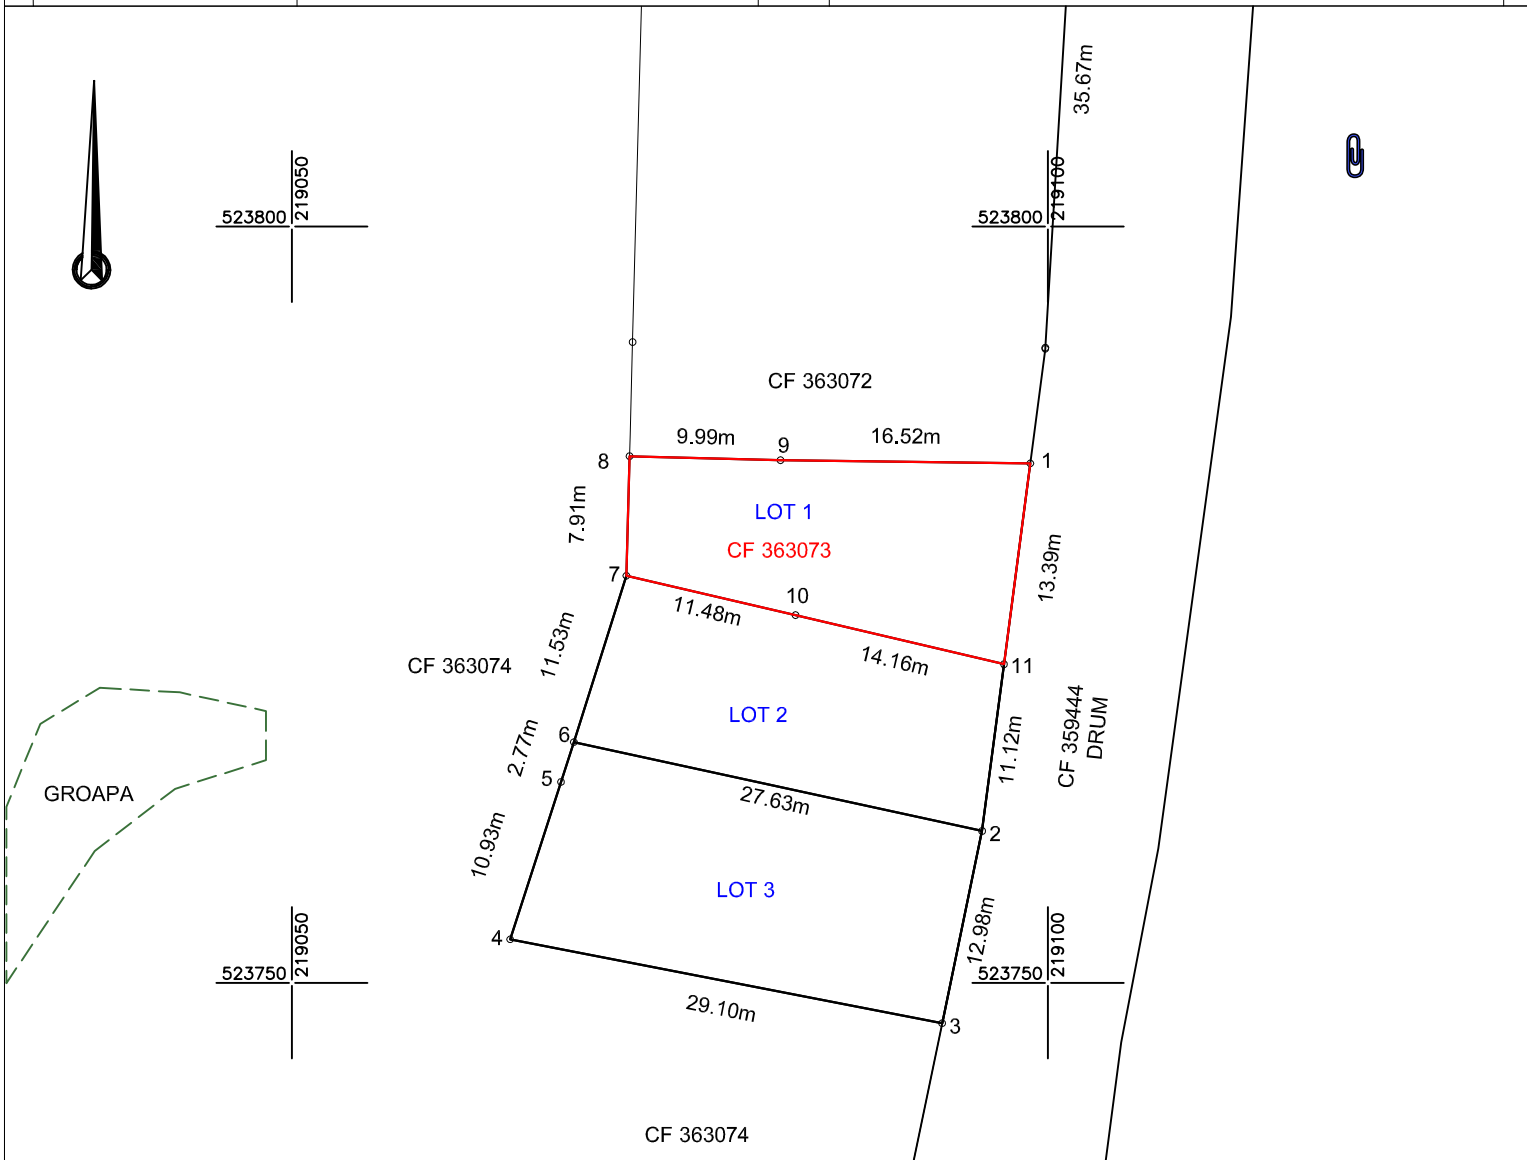 35.67m
219050
523800
219100
523800
CF 363072
9.99m
9
16.52m
8
1
7.91m
LOT 1
CF 363073
13.39m
7
10
11.48m
11.53m
14.16m
11
CF 363074
LOT 2
CF 359444
DRUM
6
2.77m
11.12m
5
GROAPA
27.63m
2
10.93m
LOT 3
4
12.98m
219050
523750
219100
523750
29.10m
3
CF 363074